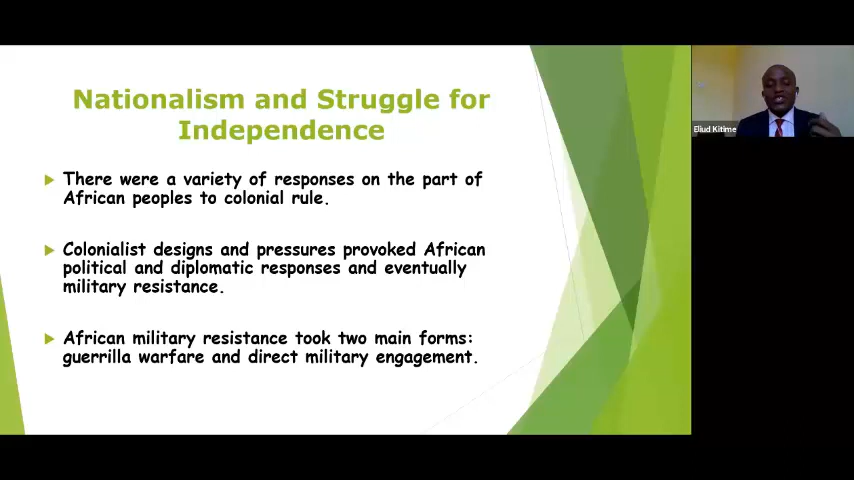 Nationalism and Struggle for
Independence
There were a variety of responses on the part of
African peoples to colonial rule.
Colonialist designs and pressures provoked African
political and diplomatic responses and eventually
military resistance.
African military resistance took two main forms:
guerrilla warfare and direct military engagement.
Eliud Kitime